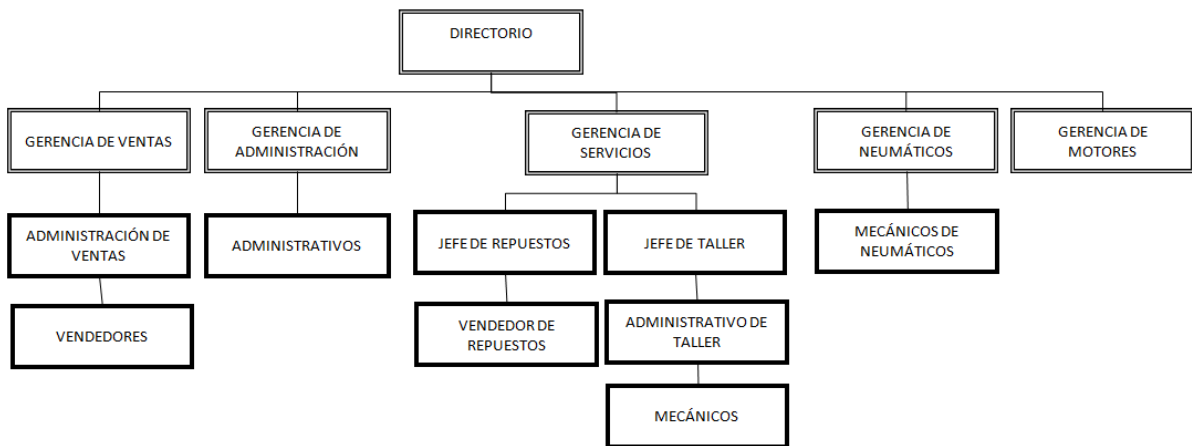 DIRECTORIO
GERENCIA DE VENTAS
GERENCIA DE
ADMINISTRACIÓN
GERENCIA DE
SERVICIOS
GERENCIA DE
NEUMÁTICOS
GERENCIA DE
MOTORES
ADMINISTRACIÓN DE
VENTAS
ADMINISTRATIVOS
JEFE DE REPUESTOS
JEFE DE TALLER
MECÁNICOS DE
NEUMÁTICOS
VENDEDORES
VENDEDOR DE
REPUESTOS
ADMINISTRATIVO DE
TALLER
MECÁNICOS